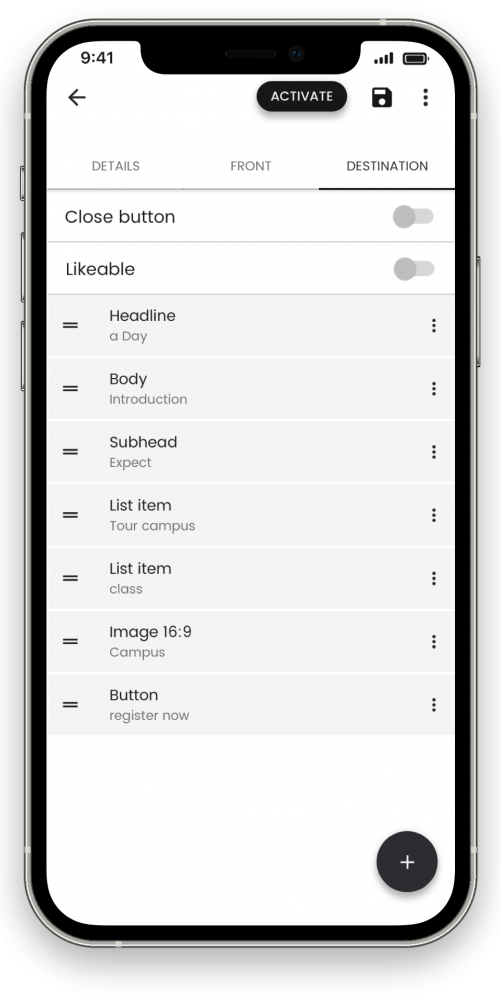 9:41
ACTIVATE
DETAILS FRONT DESTINATION
Close button
Likeable
Headline
a Day
Body
Introduction
Subhead
Expect
List item
Tour campus
List item
class
Image 16:9
Campus
Button
register now